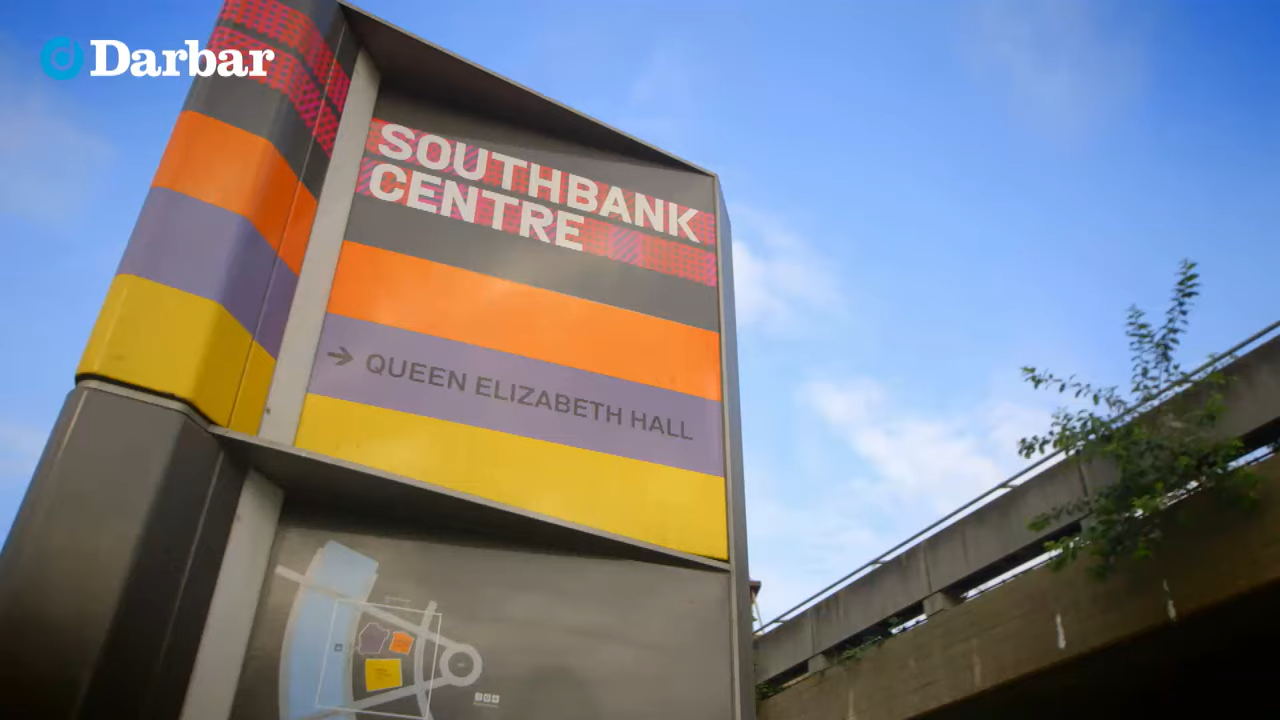 Darbar
SOUTHBANK
CENTRE
→ QUEEN ELIZABETH HALL